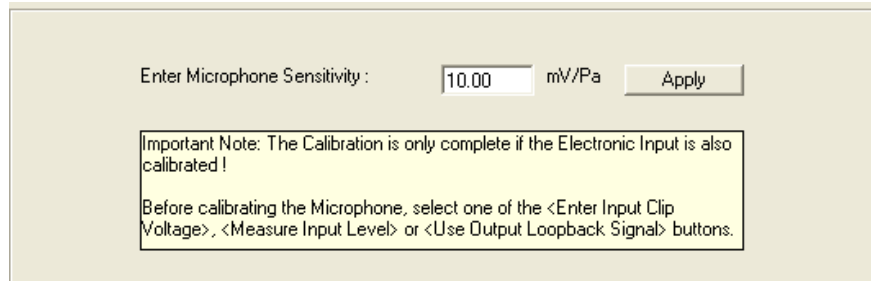 Enter Microphone Sensitivity : 10.00 mV/Pa Apply
Important Note: The Calibration is only complete if the Electronic Input is also
calibrated !
Before calibrating the Microphone, select one of the <Enter Input Clip
Voltage>, <Measure Input Level> or <Use Output Loopback Signal> buttons.